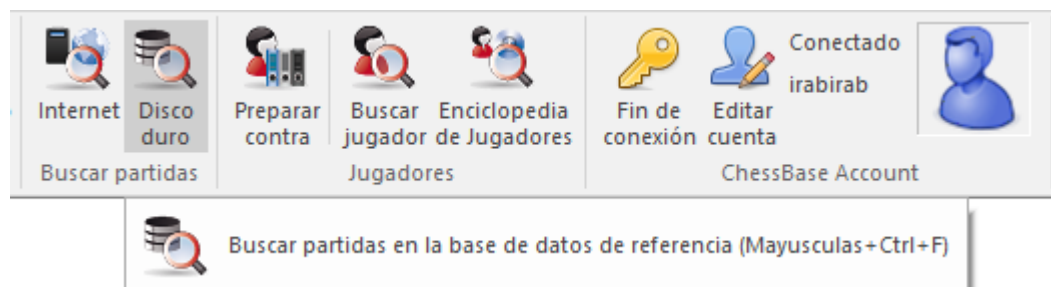 Internet
Disco
duro
Buscar partidas
Preparar
contra
Buscar
jugador
Enciclopedia
de Jugadores
Jugadores
Fin de
conexión
Editar
cuenta
Conectado
irabirab
ChessBase Account
Buscar partidas en la base de datos de referencia (Mayusculas+Ctrl+F)